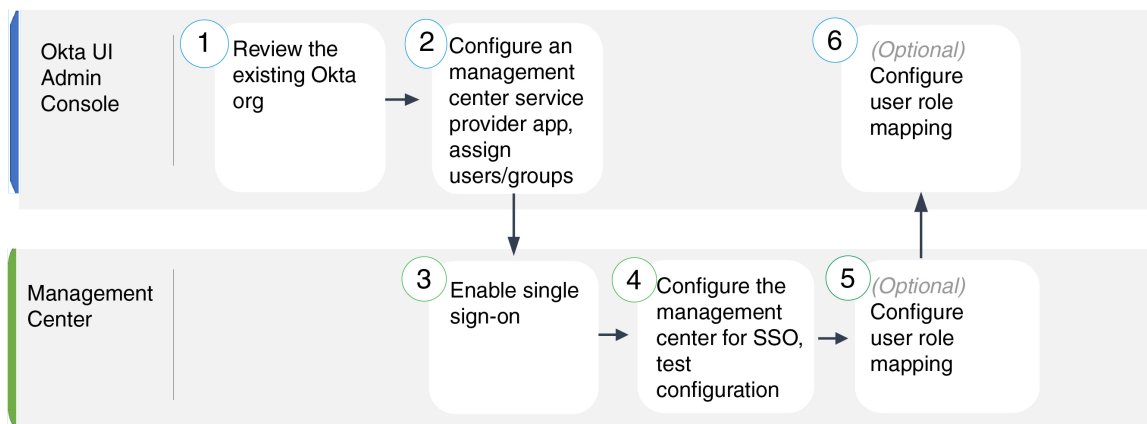 Okta UI
Admin
Console
1
Review the
existing Okta
org
2
Configure an
management
center service
provider app,
assign
users/groups
6
(Optional)
Configure
user role
mapping
Management
Center
3
Enable single
sign-on
4
Configure the
management
center for SSO,
test
configuration
5
(Optional)
Configure
user role
mapping